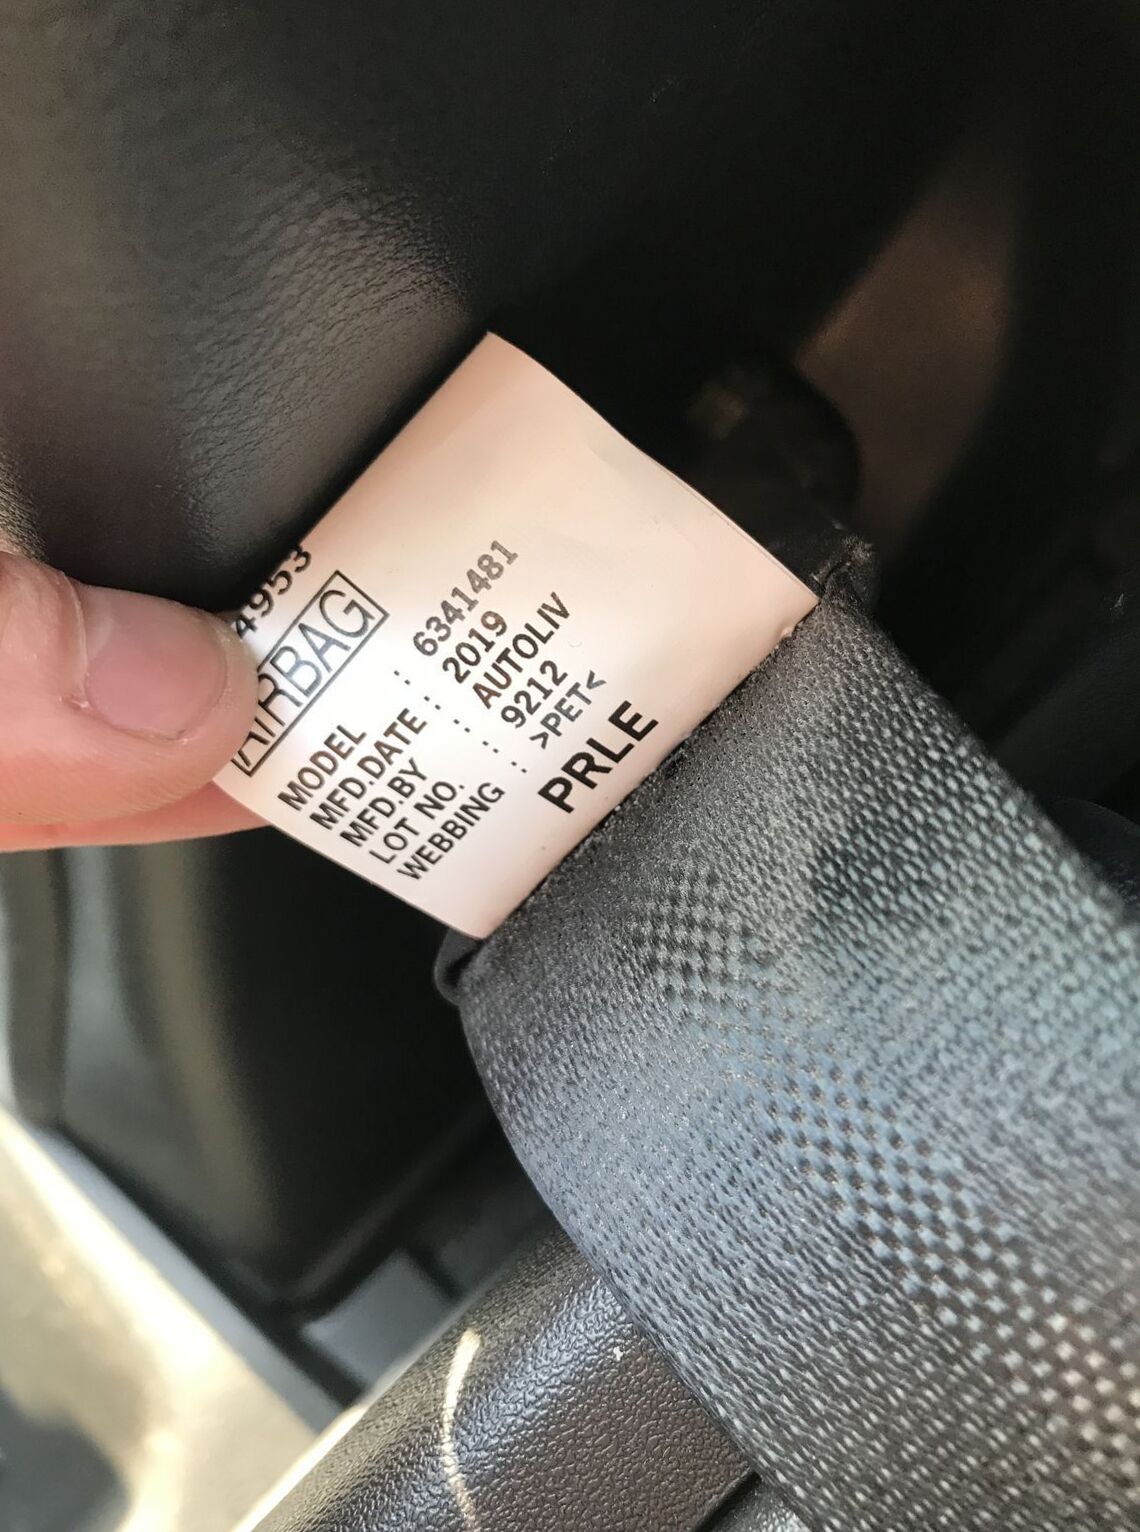 4953
AIRBAG
MODEL : 6341481
MFD.DATE : 2019
MFD.BY : AUTOLIV
LOT NO. : 9212
WEBBING : >PET<
PRLE